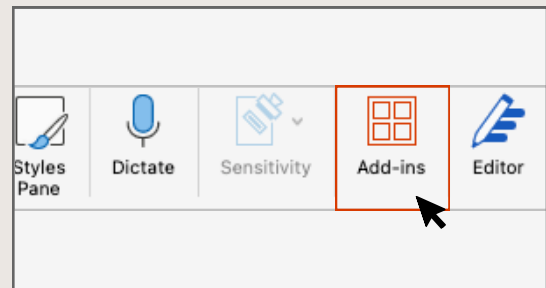 Styles
Pane
Dictate
Sensitivity
Add-ins
Editor